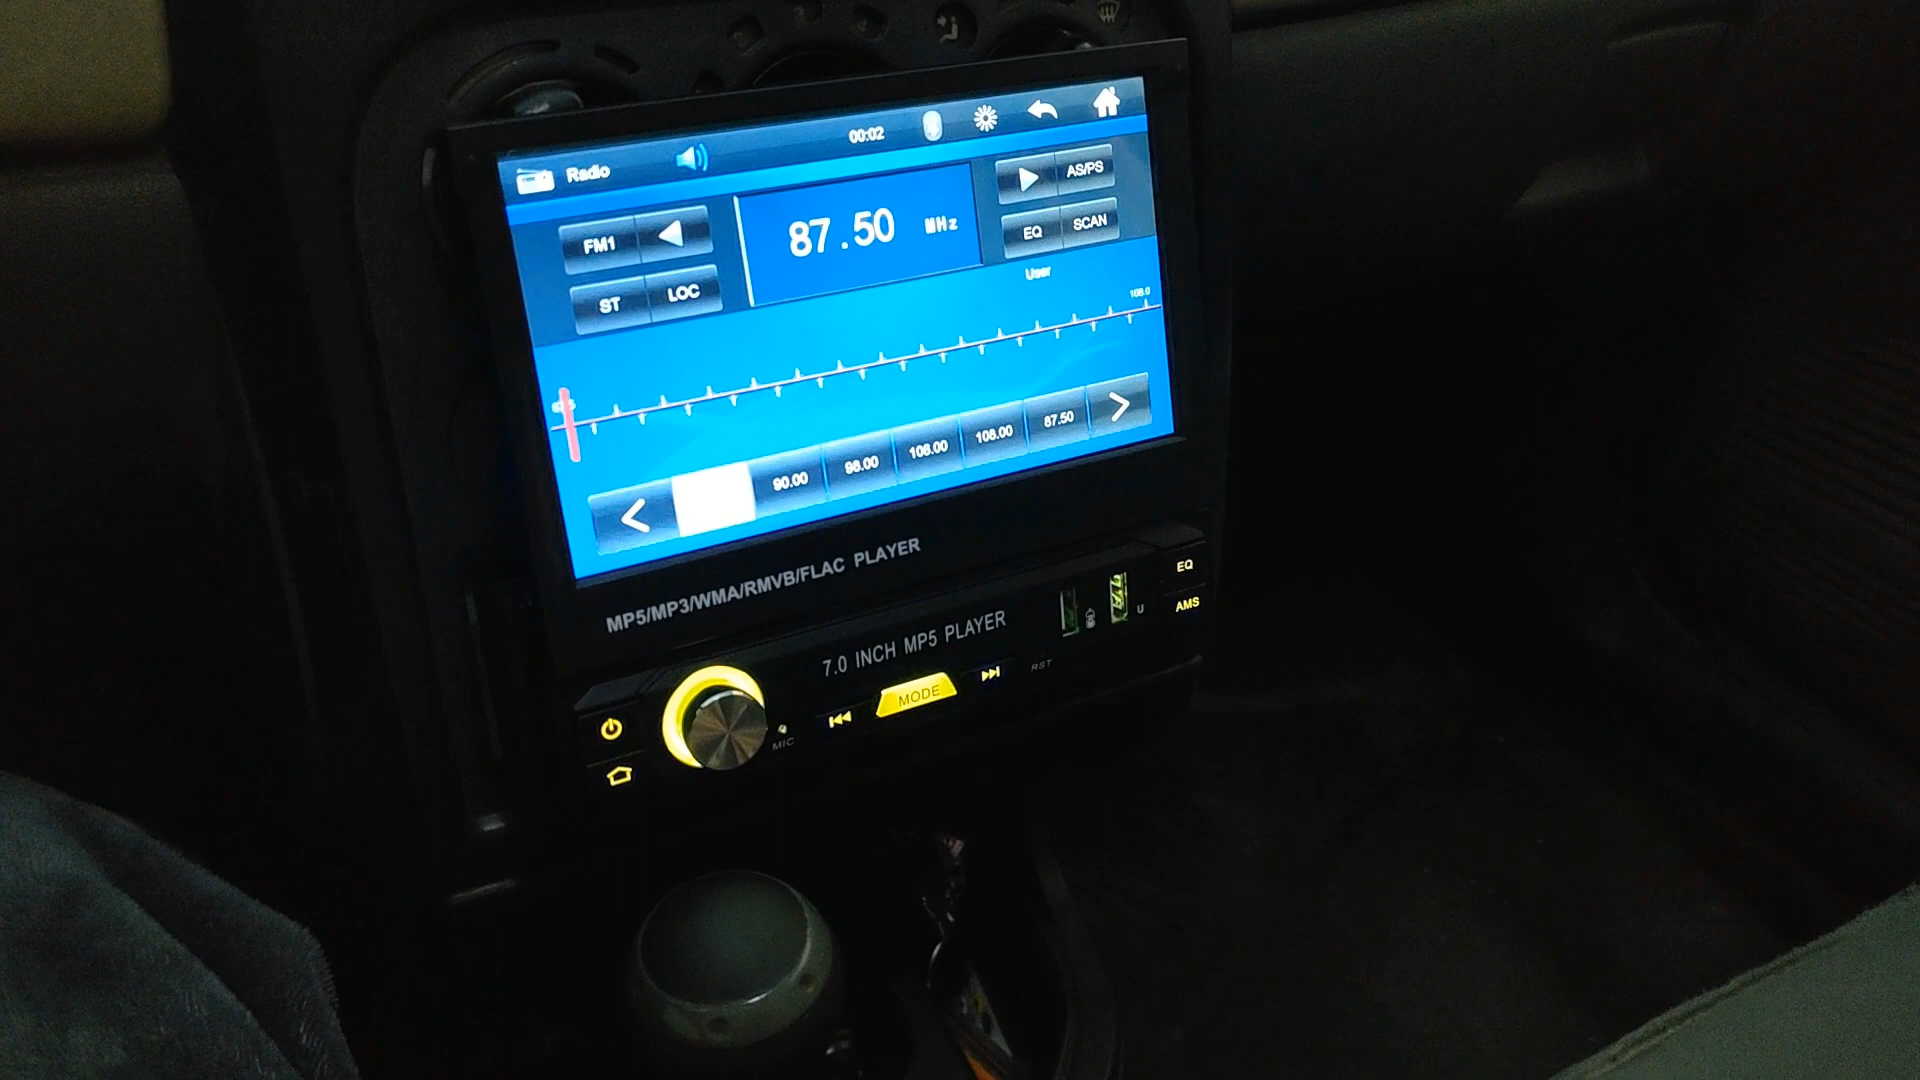 Radio 00:02
FM1 87.50 MHz AS/PS
ST LOC EQ SCAN
User
108.0
90.00 98.00 106.00 108.00 87.50
MP5/MP3/WMA/RMVB/FLAC PLAYER
7.0 INCH MP5 PLAYER
U
EQ
AMS
MIC
MODE
RST